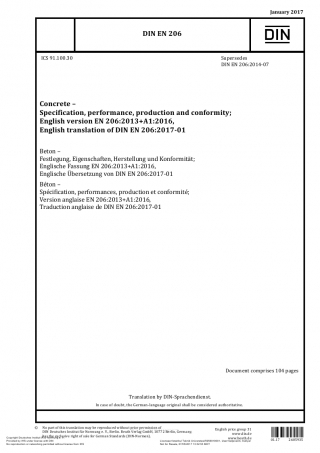 January 2017
DIN EN 206
DIN
ICS 91.100.30
Supersedes
DIN EN 206:2014-07
Concrete –
Specification, performance, production and conformity;
English version EN 206:2013+A1:2016,
English translation of DIN EN 206:2017-01
Beton –
Festlegung, Eigenschaften, Herstellung und Konformität;
Englische Fassung EN 206:2013+A1:2016,
Englische Übersetzung von DIN EN 206:2017-01
Béton –
Spécification, performances, production et conformité;
Version anglaise EN 206:2013+A1:2016,
Traduction anglaise de DIN EN 206:2017-01
Document comprises 104 pages
Translation by DIN-Sprachendienst.
In case of doubt, the German-language original shall be considered authoritative.
No part of this translation may be reproduced without prior permission of
DIN Deutsches Institut für Normung e. V., Berlin. Beuth Verlag GmbH, 10772 Berlin, Germany,
has the exclusive right of sale for German Standards (DIN-Normen).
English price group 31
www.din.de
www.beuth.de